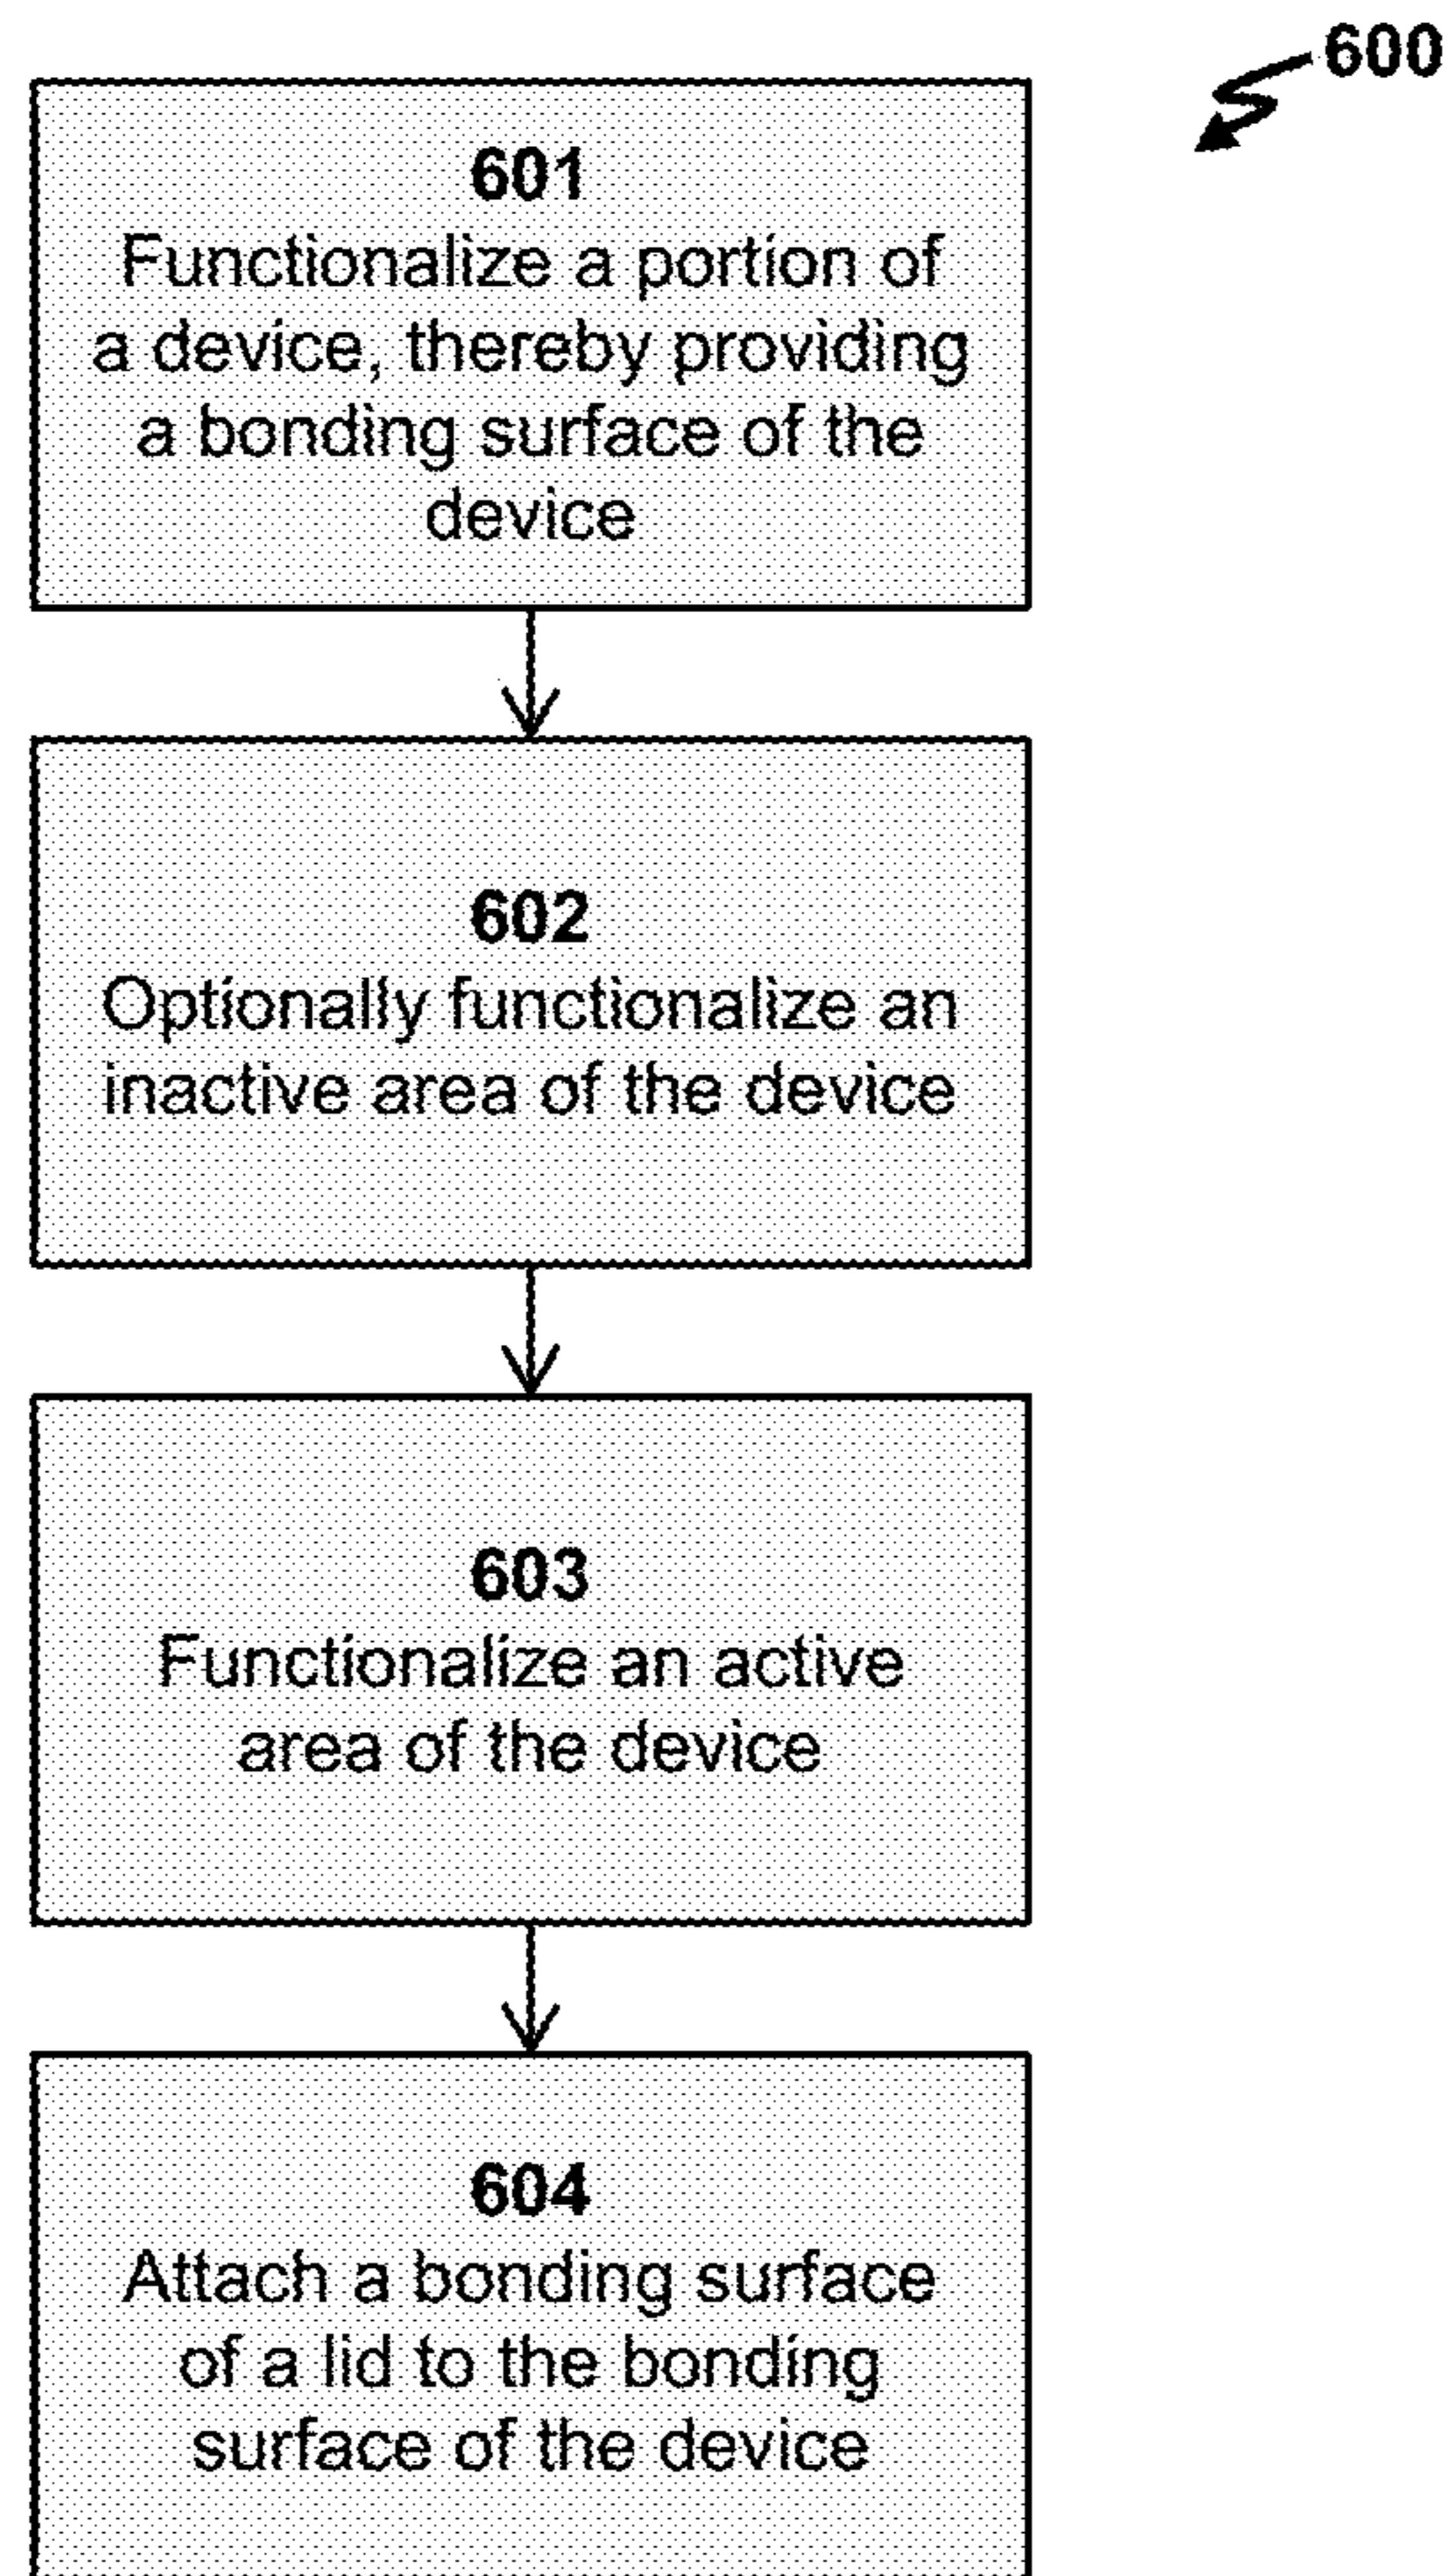 600
601
Functionalize a portion of
a device, thereby providing
a bonding surface of the
device
602
Optionally functionalize an
inactive area of the device
603
Functionalize an active
area of the device
604
Attach a bonding surface
of a lid to the bonding
surface of the device